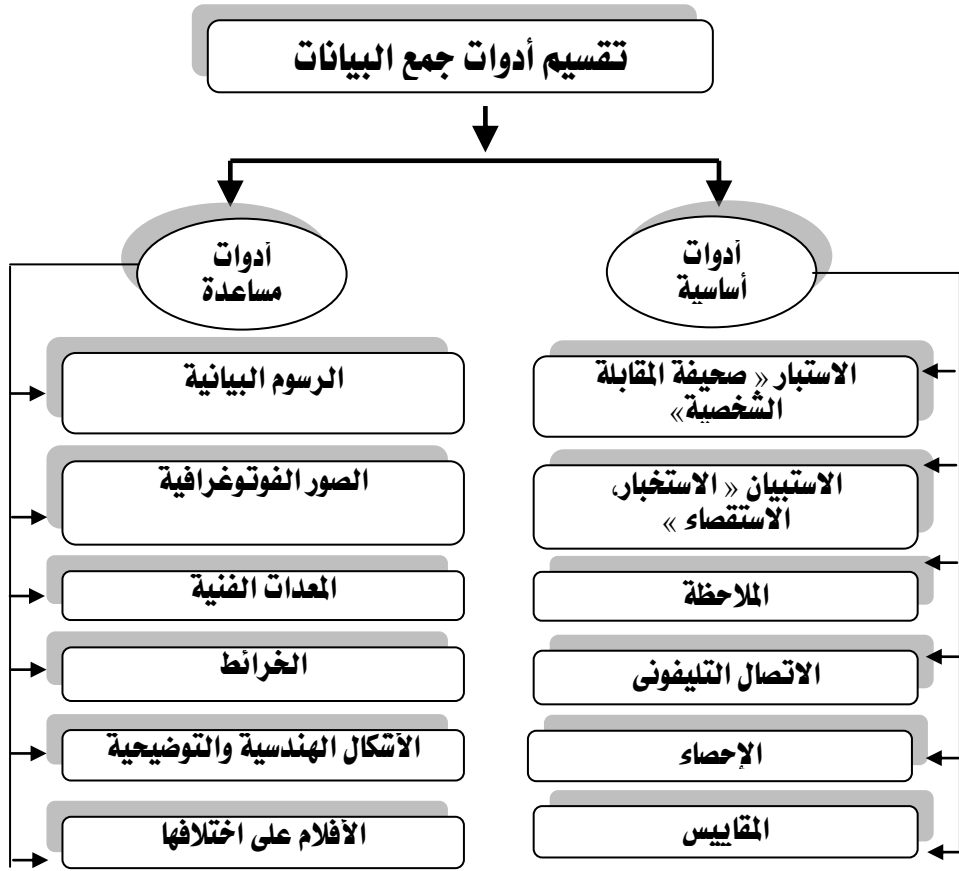 تقسيم أدوات جمع البيانات
أدوات
أساسية
الاستبار « صحيفة المقابلة
الشخصية»
الاستبيان « الاستخبار،
الاستقصاء »
الملاحظة
الاتصال التليفونى
الإحصاء
المقاييس
أدوات
مساعدة
الرسوم البيانية
الصور الفوتوغرافية
المعدات الفنية
الخرائط
الأشكال الهندسية والتوضيحية
الأفلام على اختلافها